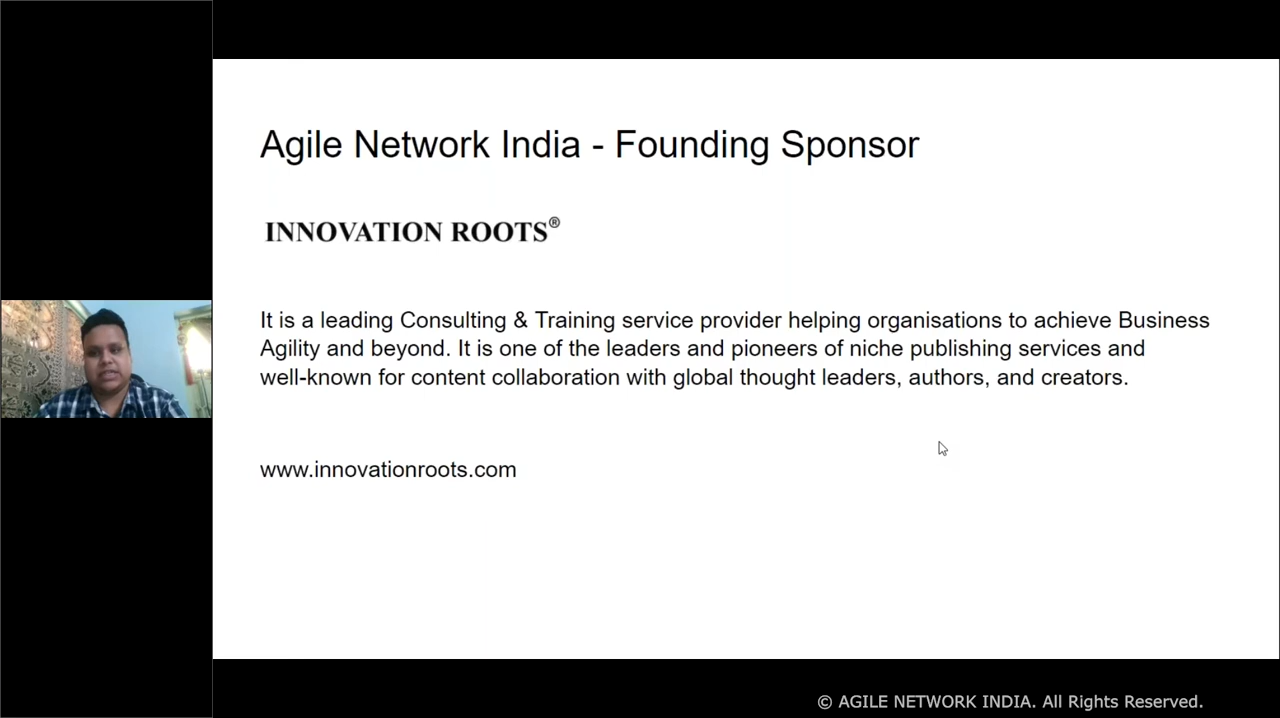 Agile Network India - Founding Sponsor
INNOVATION ROOTS®
It is a leading Consulting & Training service provider helping organisations to achieve Business
Agility and beyond. It is one of the leaders and pioneers of niche publishing services and
well-known for content collaboration with global thought leaders, authors, and creators.
www.innovationroots.com
© AGILE NETWORK INDIA. All Rights Reserved.